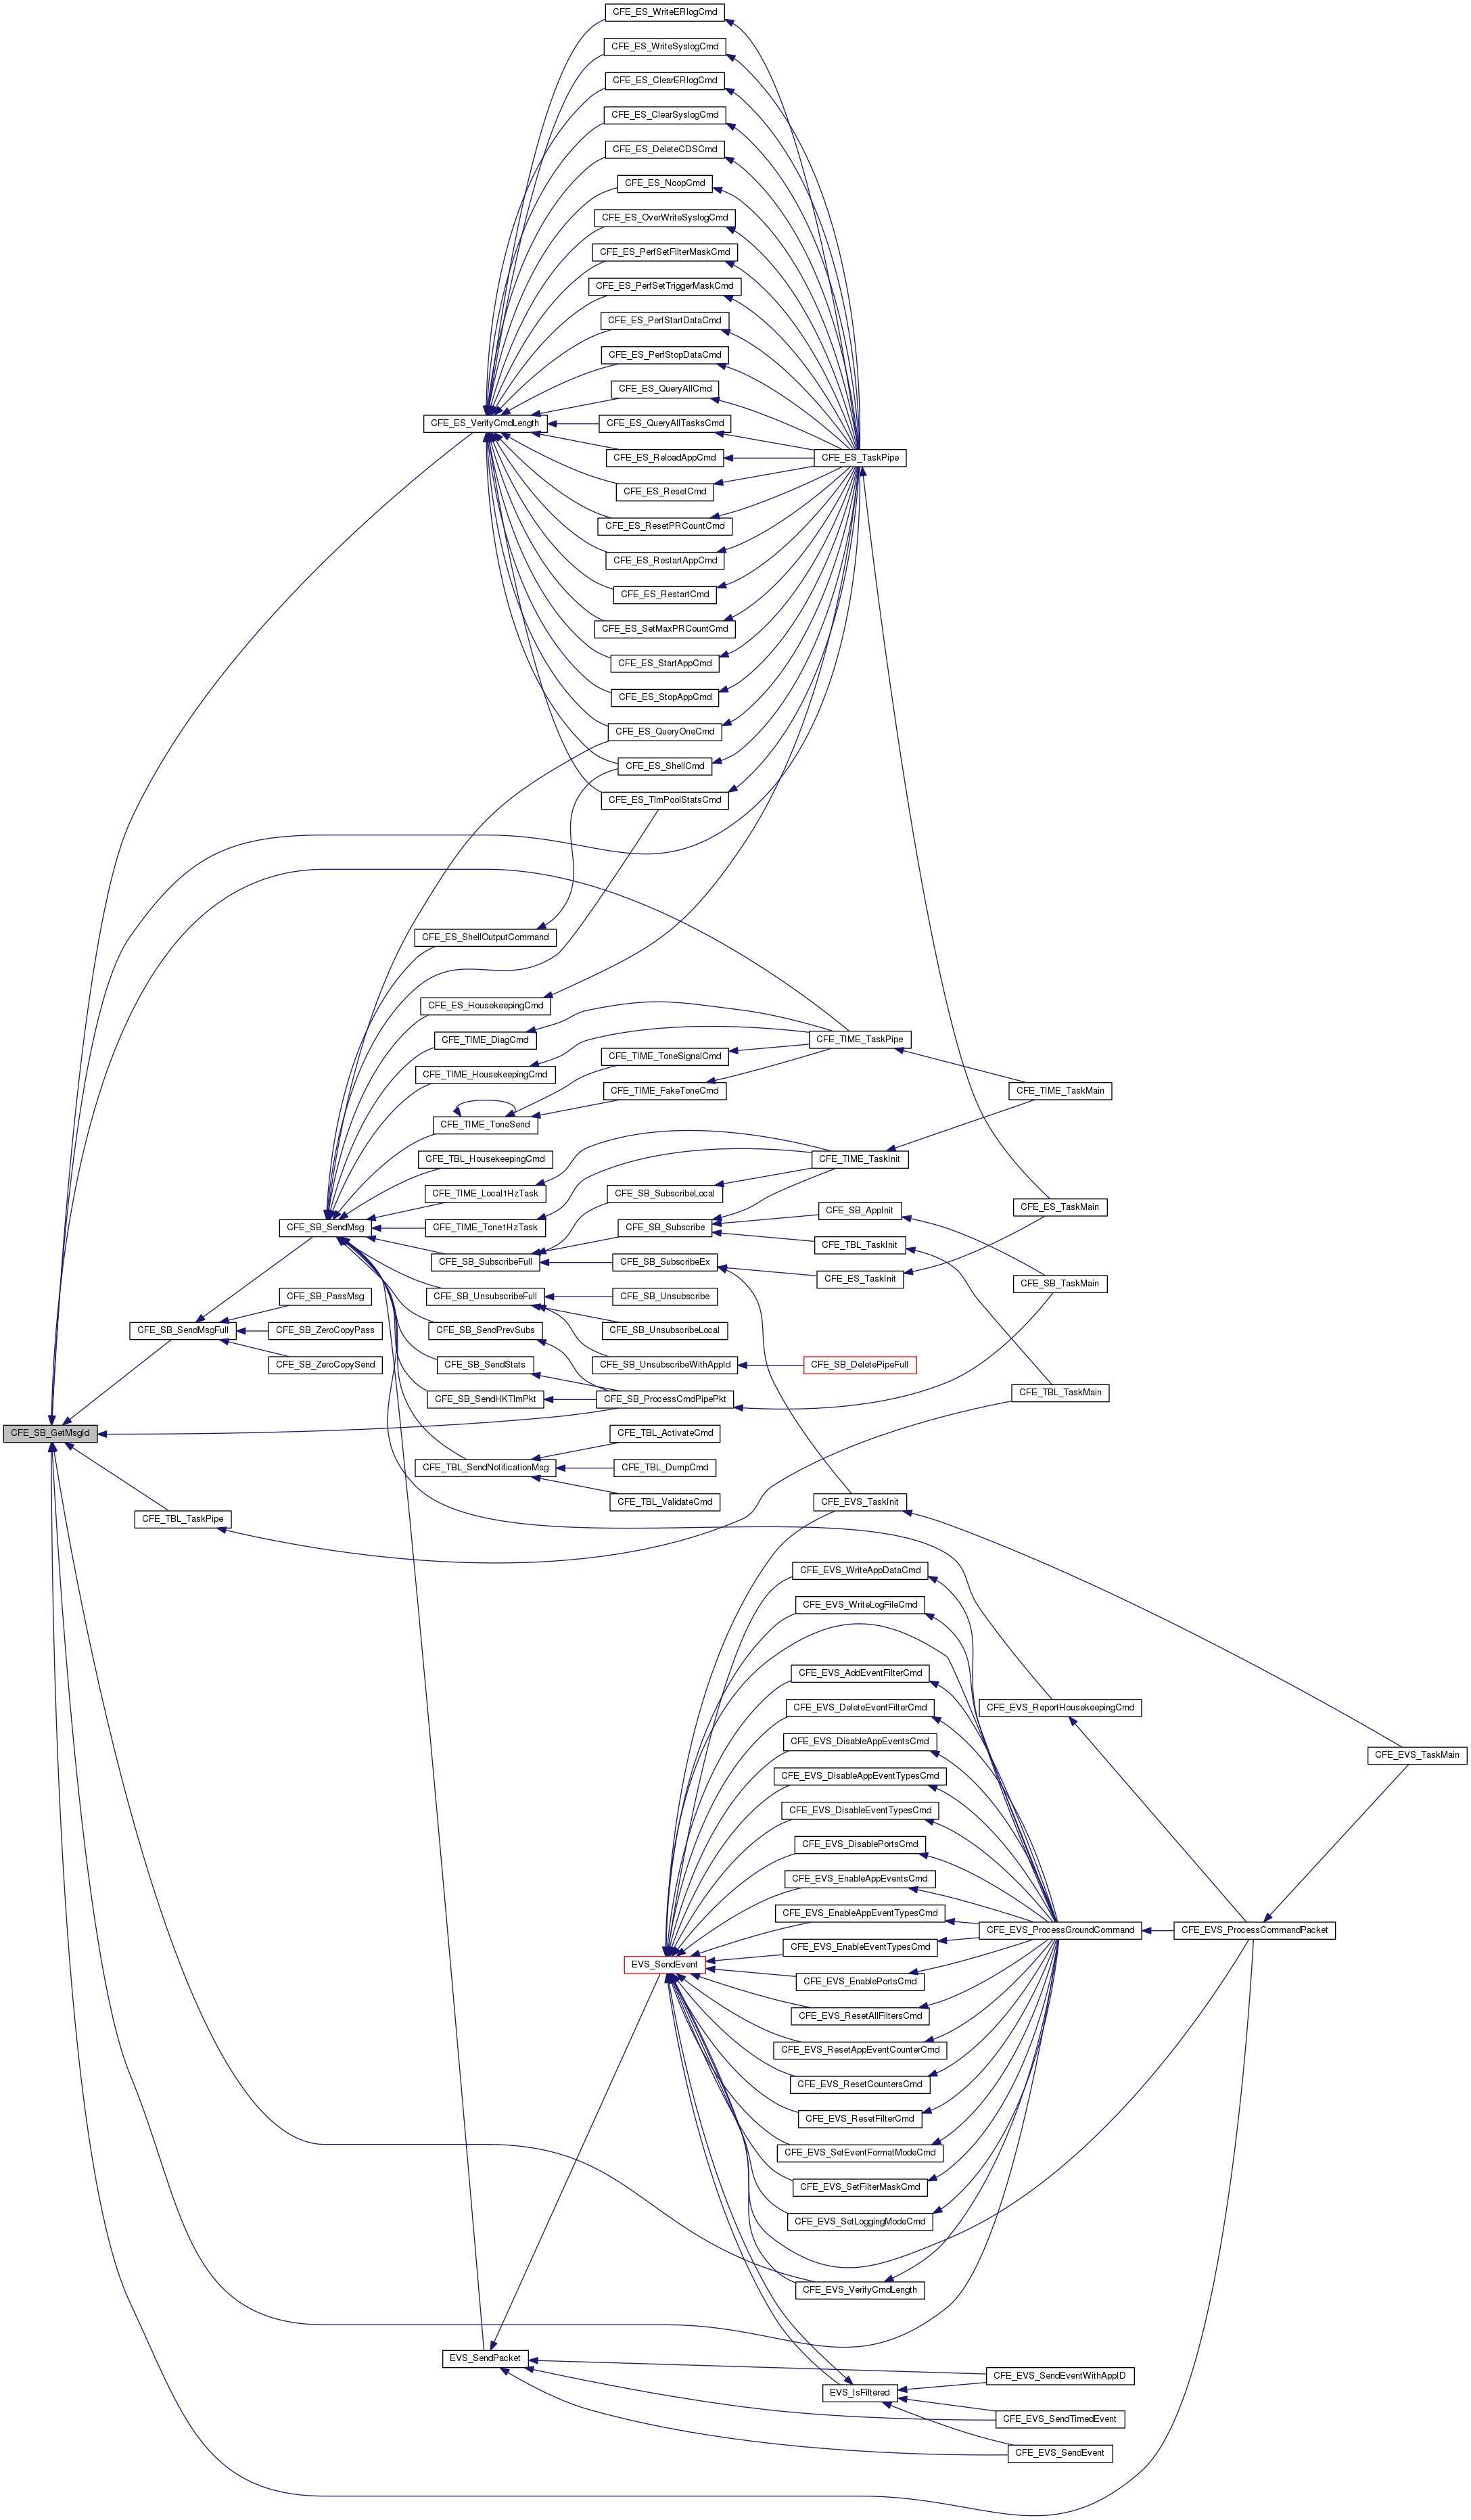 CFE_ES_WriteERlogCmd
CFE_ES_WriteSyslogCmd
CFE_ES_ClearERlogCmd
CFE_ES_ClearSyslogCmd
CFE_ES_DeleteCDSCmd
CFE_ES_NoopCmd
CFE_ES_OverWriteSyslogCmd
CFE_ES_PerfSetFilterMaskCmd
CFE_ES_PerfSetTriggerMaskCmd
CFE_ES_PerfStartDataCmd
CFE_ES_PerfStopDataCmd
CFE_ES_QueryAllCmd
CFE_ES_VerifyCmdLength
CFE_ES_QueryAllTasksCmd
CFE_ES_ReloadAppCmd
CFE_ES_TaskPipe
CFE_ES_ResetCmd
CFE_ES_ResetPRCountCmd
CFE_ES_RestartAppCmd
CFE_ES_RestartCmd
CFE_ES_SetMaxPRCountCmd
CFE_ES_StartAppCmd
CFE_ES_StopAppCmd
CFE_ES_QueryOneCmd
CFE_ES_ShellCmd
CFE_ES_TlmPoolStatsCmd
CFE_ES_ShellOutputCommand
CFE_ES_HousekeepingCmd
CFE_TIME_DiagCmd
CFE_TIME_TaskPipe
CFE_TIME_ToneSignalCmd
CFE_TIME_HousekeepingCmd
CFE_TIME_FakeToneCmd
CFE_TIME_TaskMain
CFE_TIME_ToneSend
CFE_TBL_HousekeepingCmd
CFE_TIME_TaskInit
CFE_TIME_Local1HzTask
CFE_SB_SubscribeLocal
CFE_ES_TaskMain
CFE_SB_AppInit
CFE_SB_SendMsg
CFE_TIME_Tone1HzTask
CFE_SB_Subscribe
CFE_TBL_TaskInit
CFE_SB_SubscribeFull
CFE_SB_SubscribeEx
CFE_ES_TaskInit
CFE_SB_TaskMain
CFE_SB_PassMsg
CFE_SB_UnsubscribeFull
CFE_SB_Unsubscribe
CFE_SB_SendMsgFull
CFE_SB_ZeroCopyPass
CFE_SB_SendPrevSubs
CFE_SB_UnsubscribeLocal
CFE_SB_ZeroCopySend
CFE_SB_SendStats
CFE_SB_UnsubscribeWithAppId
CFE_SB_DeletePipeFull
CFE_SB_SendHKTlmPkt
CFE_SB_ProcessCmdPipePkt
CFE_TBL_TaskMain
CFE_SB_GetMsgId
CFE_TBL_ActivateCmd
CFE_TBL_SendNotificationMsg
CFE_TBL_DumpCmd
CFE_TBL_ValidateCmd
CFE_EVS_TaskInit
CFE_TBL_TaskPipe
CFE_EVS_WriteAppDataCmd
CFE_EVS_WriteLogFileCmd
CFE_EVS_AddEventFilterCmd
CFE_EVS_DeleteEventFilterCmd
CFE_EVS_ReportHousekeepingCmd
CFE_EVS_DisableAppEventsCmd
CFE_EVS_TaskMain
CFE_EVS_DisableAppEventTypesCmd
CFE_EVS_DisableEventTypesCmd
CFE_EVS_DisablePortsCmd
CFE_EVS_EnableAppEventsCmd
CFE_EVS_EnableAppEventTypesCmd
CFE_EVS_ProcessGroundCommand
CFE_EVS_ProcessCommandPacket
CFE_EVS_EnableEventTypesCmd
EVS_SendEvent
CFE_EVS_EnablePortsCmd
CFE_EVS_ResetAllFiltersCmd
CFE_EVS_ResetAppEventCounterCmd
CFE_EVS_ResetCountersCmd
CFE_EVS_ResetFilterCmd
CFE_EVS_SetEventFormatModeCmd
CFE_EVS_SetFilterMaskCmd
CFE_EVS_SetLoggingModeCmd
CFE_EVS_VerifyCmdLength
EVS_SendPacket
CFE_EVS_SendEventWithAppID
EVS_IsFiltered
CFE_EVS_SendTimedEvent
CFE_EVS_SendEvent